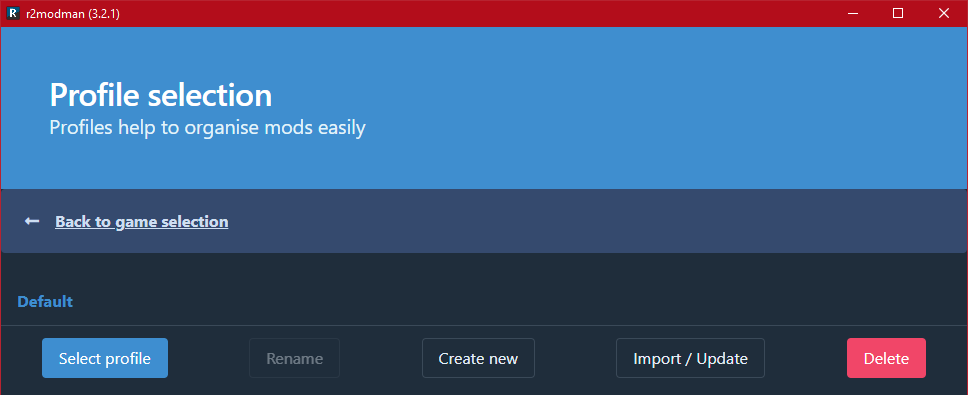 R r2modman (3.2.1)
Profile selection
Profiles help to organise mods easily
← Back to game selection
Default
Select profile Rename Create new Import / Update Delete